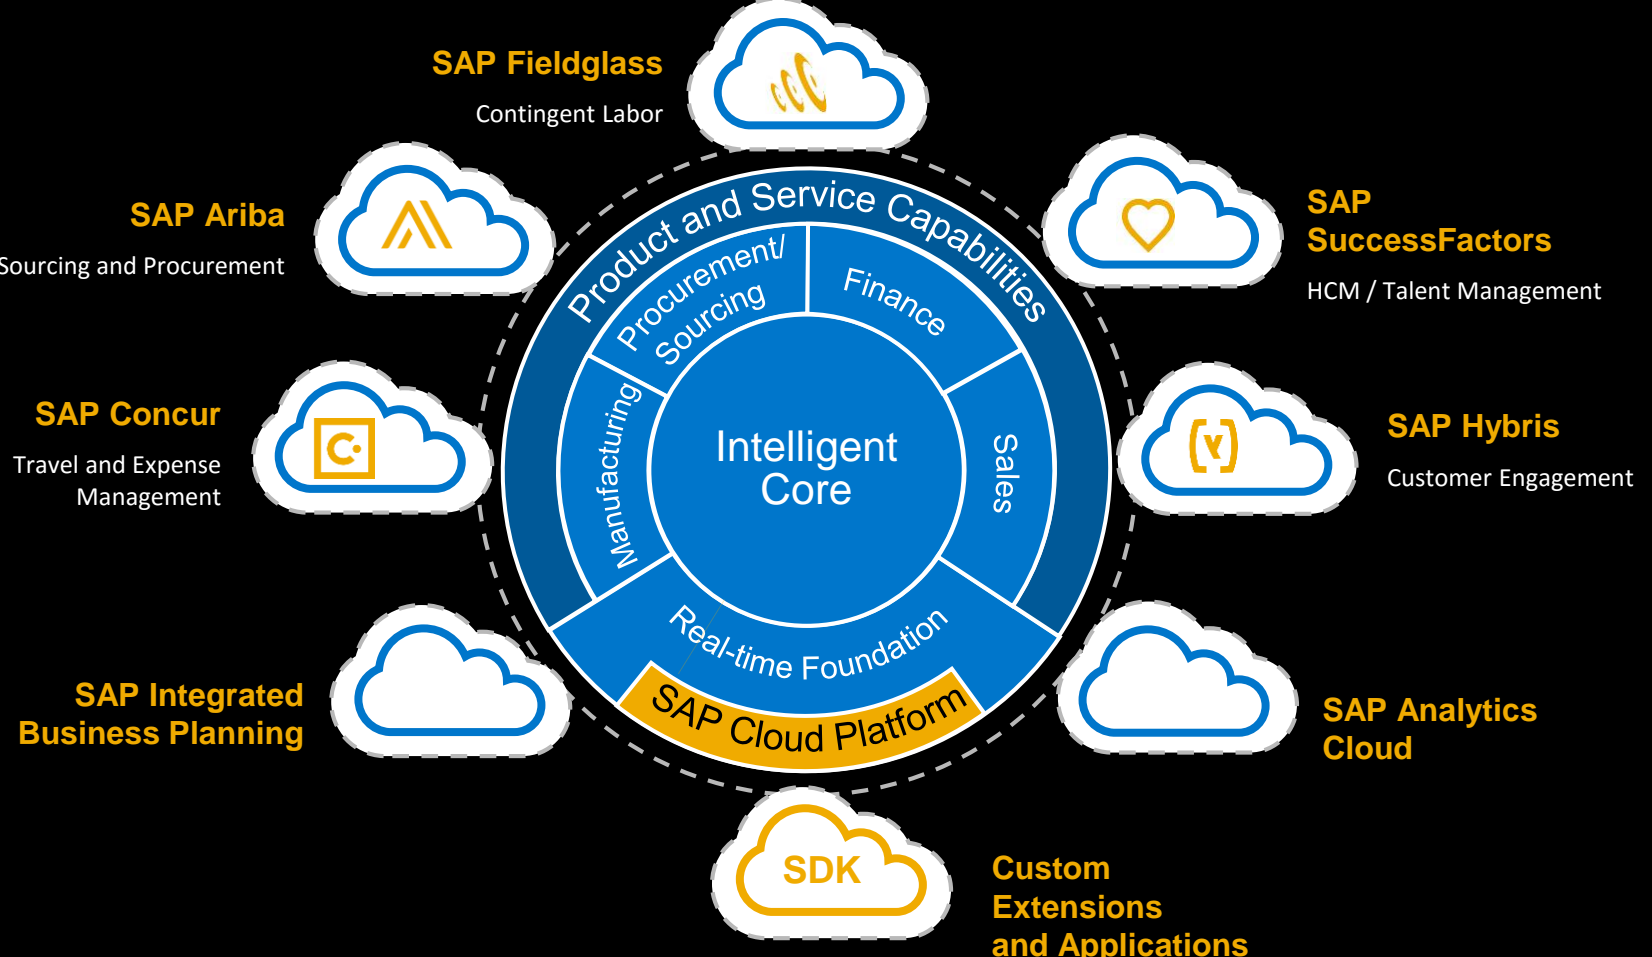 SAP Fieldglass
Contingent Labor
SAP Ariba
Sourcing and Procurement
SAP
SuccessFactors
HCM / Talent Management
SAP Concur
Travel and Expense
Management
C
SAP Hybris
Customer Engagement
(y)
Product and Service Capabilities
Procurement/
Sourcing
Finance
Manufacturing
Sales
Intelligent
Core
Real-time Foundation
SAP Cloud Platform
SAP Integrated
Business Planning
SAP Analytics
Cloud
SDK
Custom
Extensions
and Applications